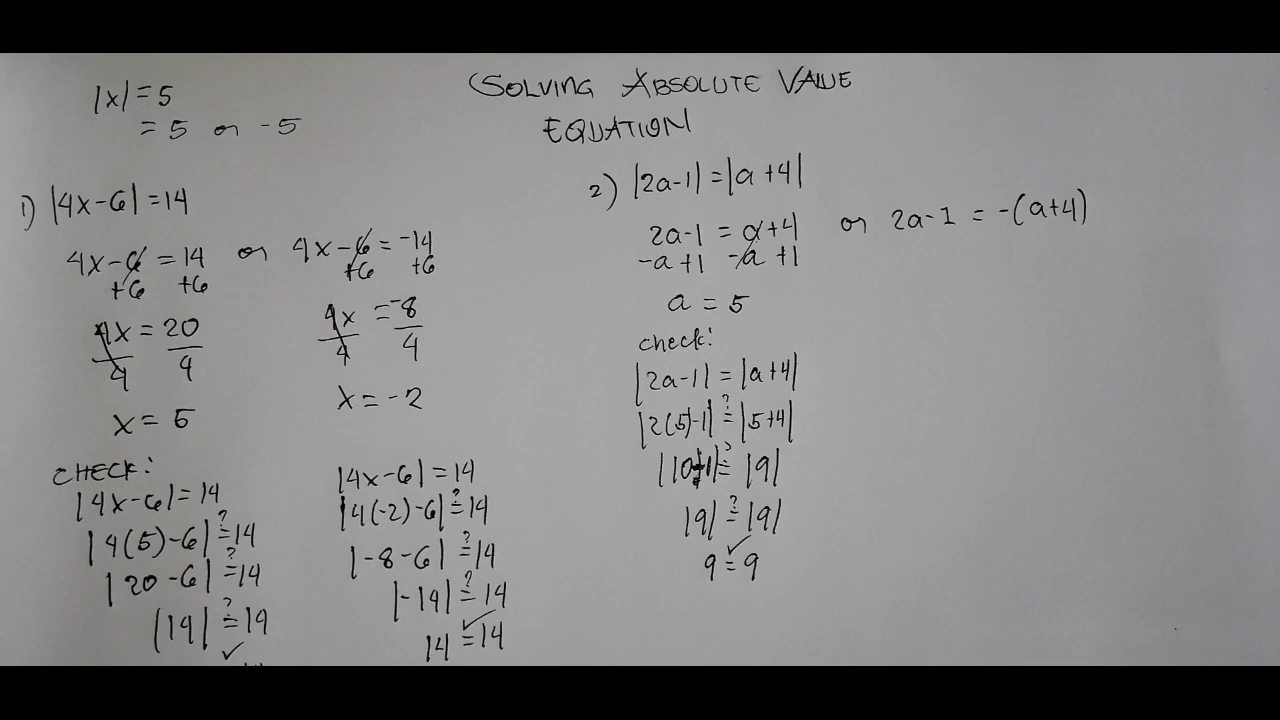 |x| = 5
= 5 or -5
SOLVING ABSOLUTE VALUE
EQUATION
1) |4x-6| = 14
4x-6 = 14 or 4x-6 = -14
+6 +6 +6 +6
4x = 20
4 4
4x = -8
4 4
x = 5
x = -2
CHECK:
|4x-6| = 14
|4(5)-6| ≟ 14
|20-6| ≟ 14
|14| ≟ 14
✓
|4x-6| = 14
|4(-2)-6| ≟ 14
|-8-6| ≟ 14
|-14| ≟ 14
14 = 14 ✓
2) |2a-1| = |a+4|
2a-1 = a+4 or 2a-1 = -(a+4)
-a +1 -a +1
a = 5
check:
|2a-1| = |a+4|
|2(5)-1| ≟ |5+4|
|10-1| ≟ |9|
|9| ≟ |9|
9 = 9 ✓